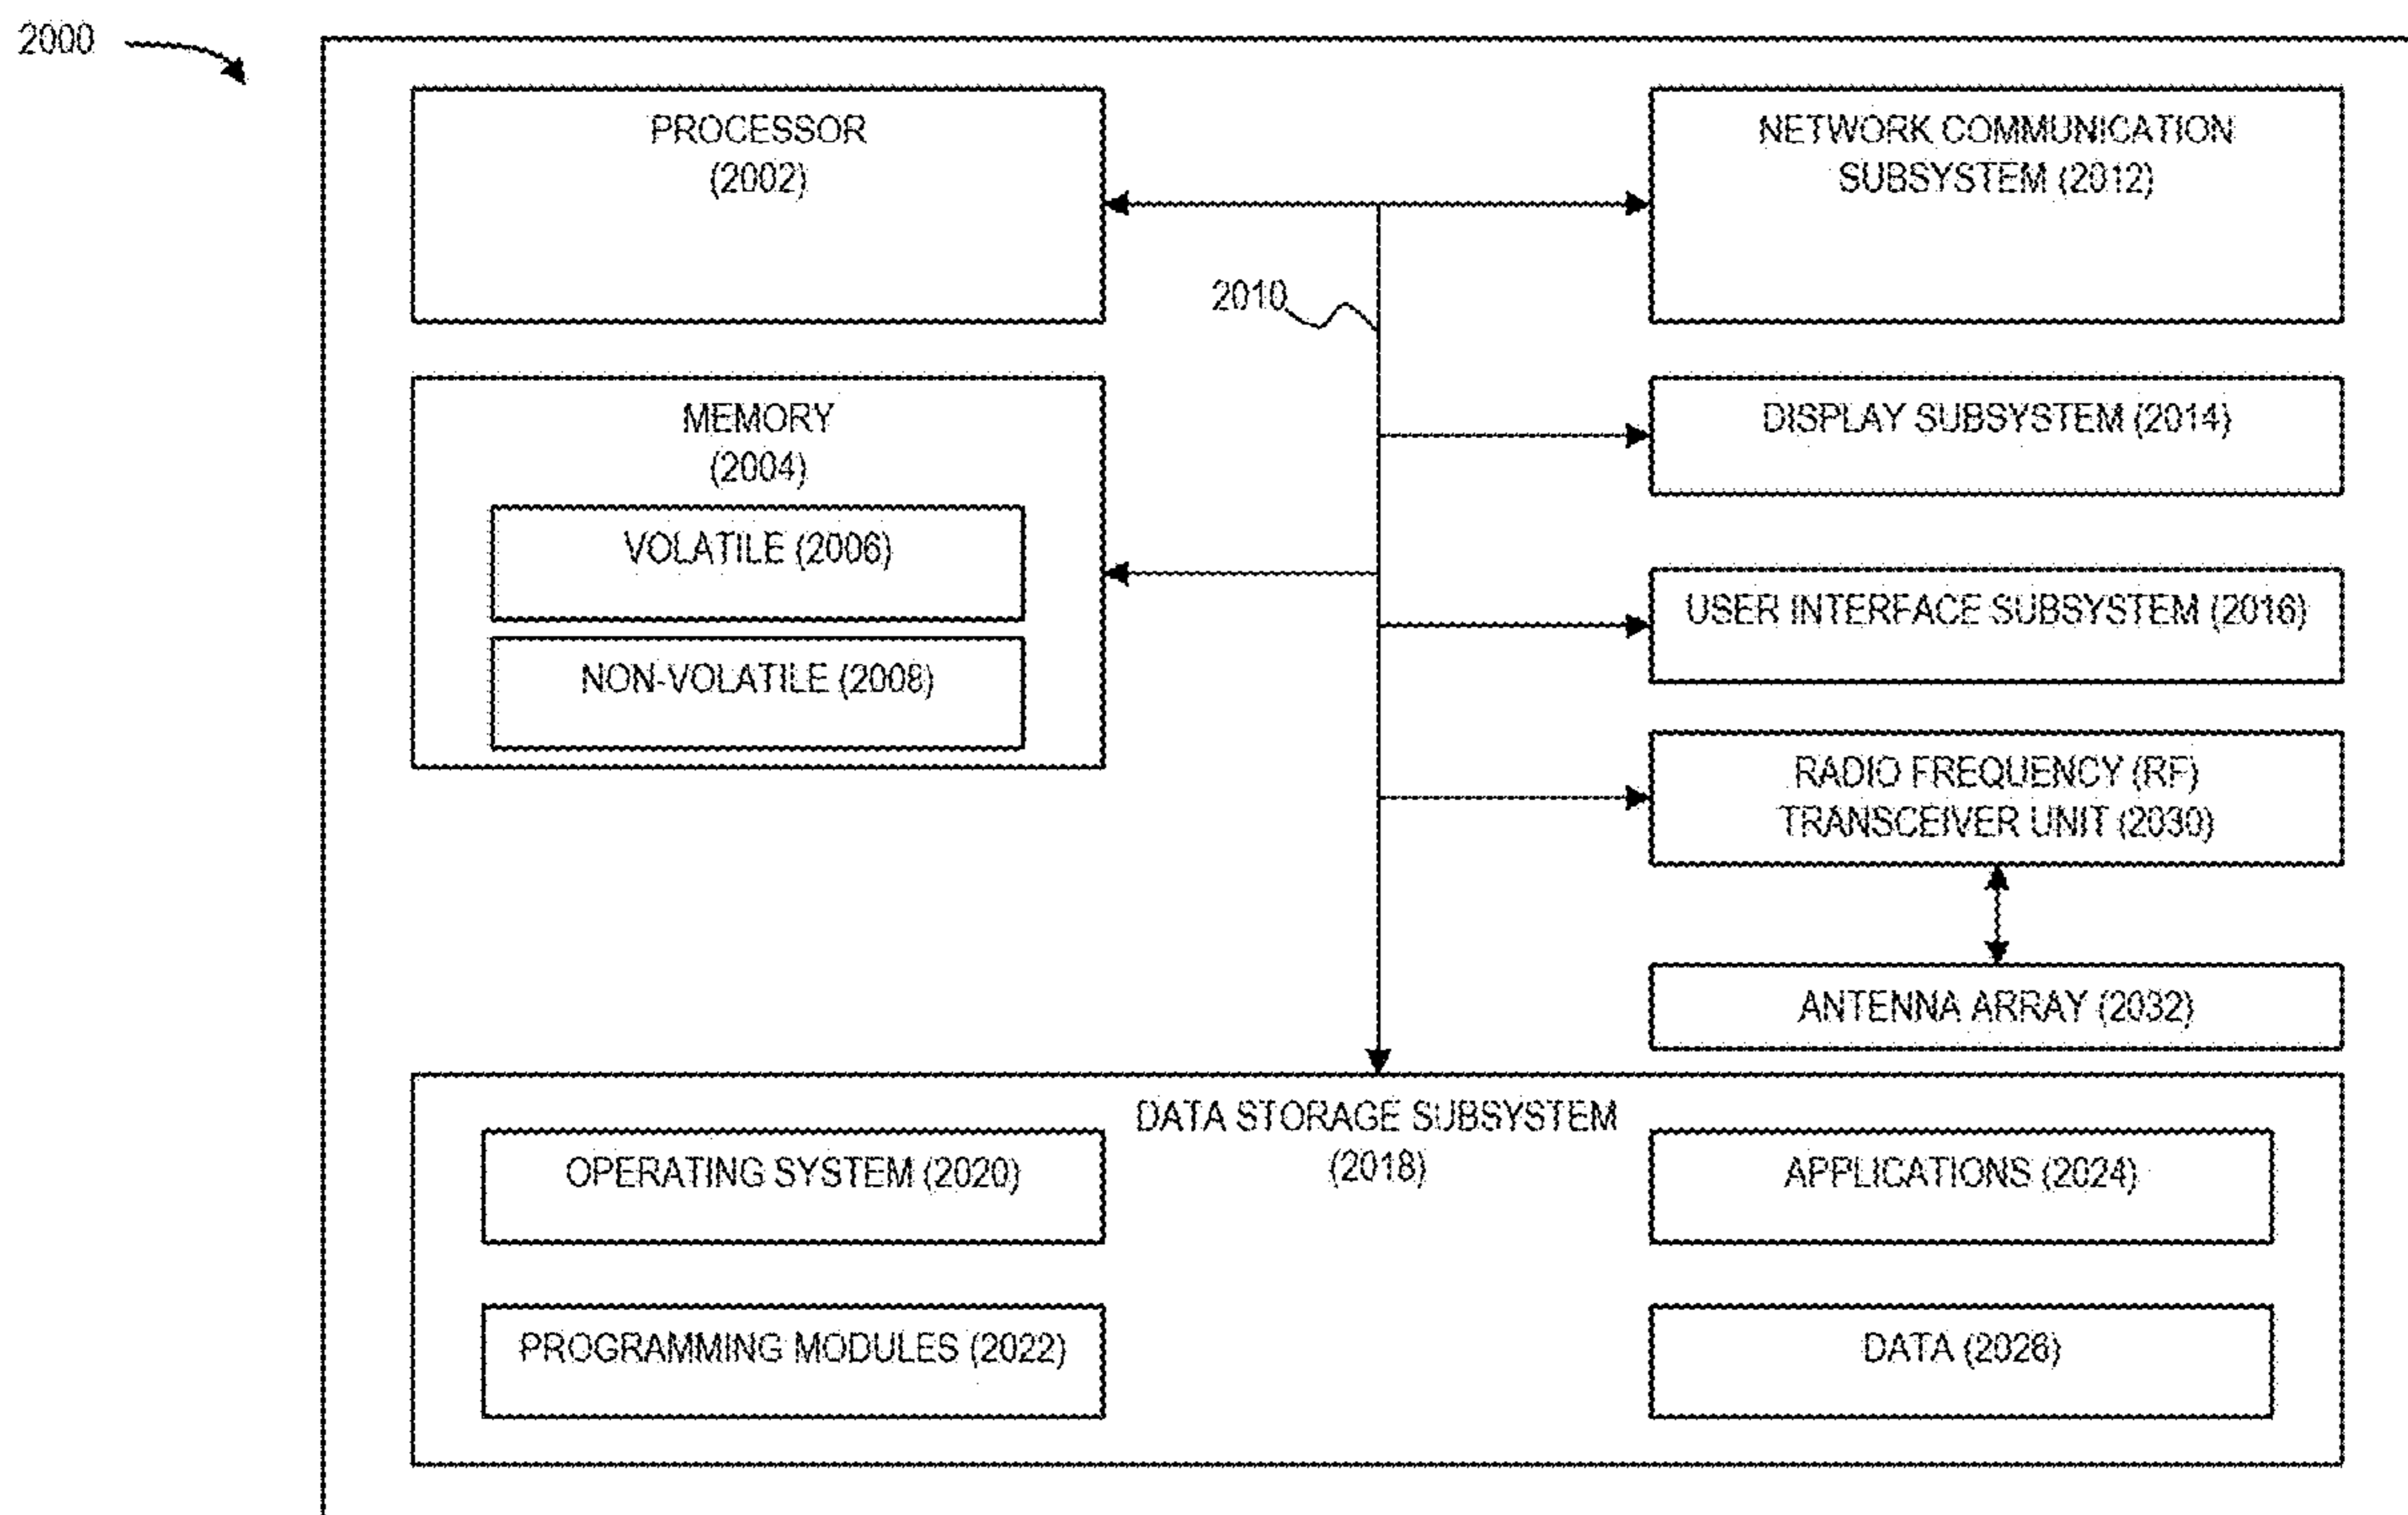 2000
PROCESSOR
(2002)
NETWORK COMMUNICATION
SUBSYSTEM (2012)
2010
MEMORY
(2004)
VOLATILE (2006)
NON-VOLATILE (2008)
DISPLAY SUBSYSTEM (2014)
USER INTERFACE SUBSYSTEM (2016)
RADIO FREQUENCY (RF)
TRANSCEIVER UNIT (2030)
ANTENNA ARRAY (2032)
DATA STORAGE SUBSYSTEM
(2018)
OPERATING SYSTEM (2020)
APPLICATIONS (2024)
PROGRAMMING MODULES (2022)
DATA (2026)